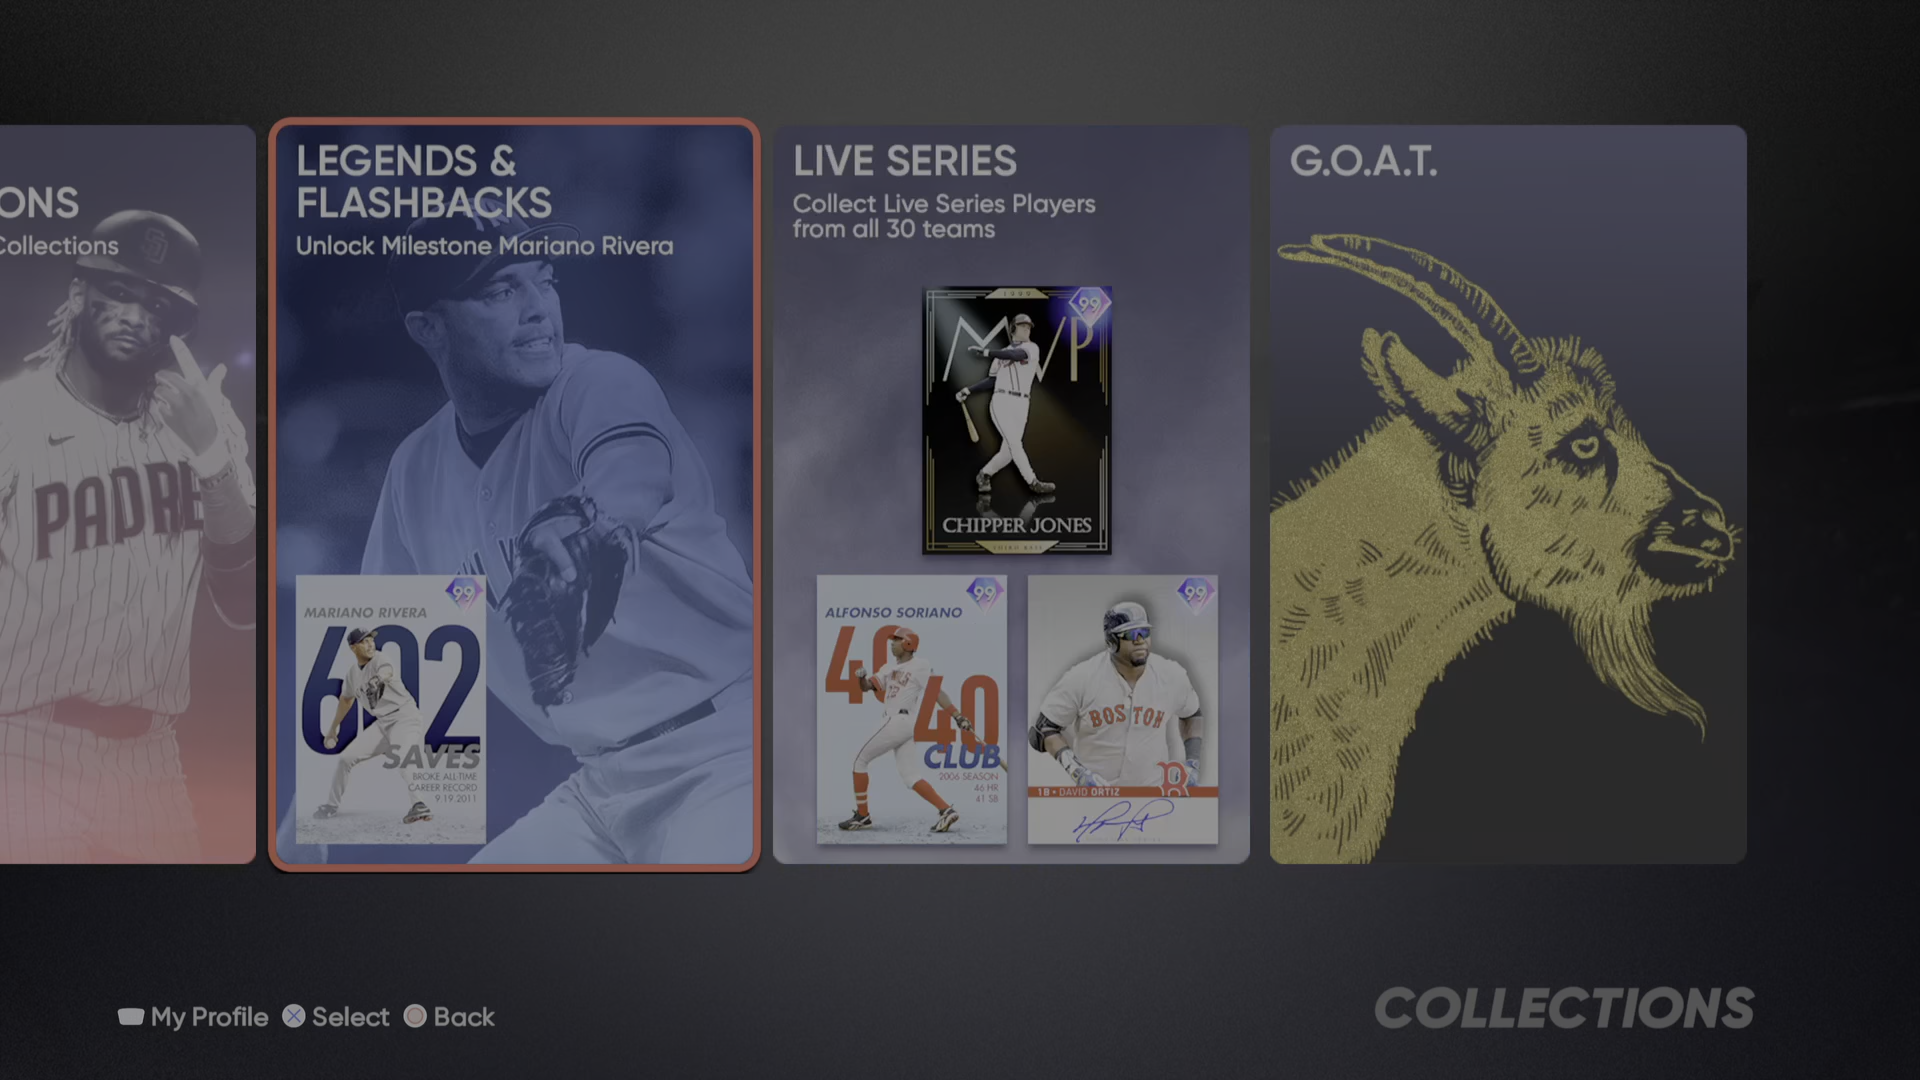 ONS
Collections
PADRE
LEGENDS &
FLASHBACKS
Unlock Milestone Mariano Rivera
99
MARIANO RIVERA
602
SAVES
BROKE ALL-TIME
CAREER RECORD
9.19.2011
LIVE SERIES
Collect Live Series Players
from all 30 teams
1999
99
MVP
CHIPPER JONES
THIRD BASE
99
ALFONSO SORIANO
40
40
CLUB
2006 SEASON
46 HR
41 SB
99
BOSTON
B
1B • DAVID ORTIZ
G.O.A.T.
My Profile Select Back
COLLECTIONS